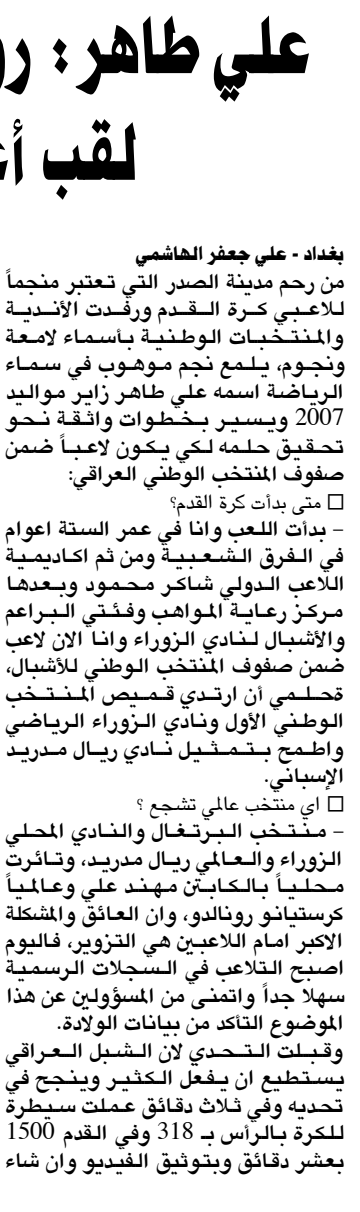 علي طاهر : رو
لقب أ
بغداد - علي جعفر الهاشمي
من رحم مدينة الصدر التي تعتبر منجماً
للاعبي كرة القدم ورفدت الأندية
والمنتخبات الوطنية بأسماء لامعة
ونجوم، يلمع نجم موهوب في سماء
الرياضة اسمه علي طاهر زاير مواليد
2007 ويسير بخطوات واثقة نحو
تحقيق حلمه لكي يكون لاعباً ضمن
صفوف المنتخب الوطني العراقي:
□ متى بدأت كرة القدم؟
– بدأت اللعب وانا في عمر الستة اعوام
في الفرق الشعبية ومن ثم اكاديمية
اللاعب الدولي شاكر محمود وبعدها
مركز رعاية المواهب وفئتي البراعم
والأشبال لنادي الزوراء وانا الان لاعب
ضمن صفوف المنتخب الوطني للأشبال،
ةحلمي أن ارتدي قميص المنتخب
الوطني الأول ونادي الزوراء الرياضي
واطمح بتمثيل نادي ريال مدريد
الإسباني.
□ اي منتخب عالمي تشجع ؟
– منتخب البرتغال والنادي المحلي
الزوراء والعالمي ريال مدريد، وتاثرت
محلياً بالكابتن مهند علي وعالمياً
كرستيانو رونالدو، وان العائق والمشكلة
الاكبر امام اللاعبين هي التزوير، فاليوم
اصبح التلاعب في السجلات الرسمية
سهلا جداً واتمنى من المسؤولين عن هذا
الموضوع التأكد من بيانات الولادة.
وقبلت التحدي لان الشبل العراقي
يستطيع ان يفعل الكثير وينجح في
تحديه وفي ثلاث دقائق عملت سيطرة
للكرة بالرأس بـ 318 وفي القدم 1500
بعشر دقائق وبتوثيق الفيديو وان شاء